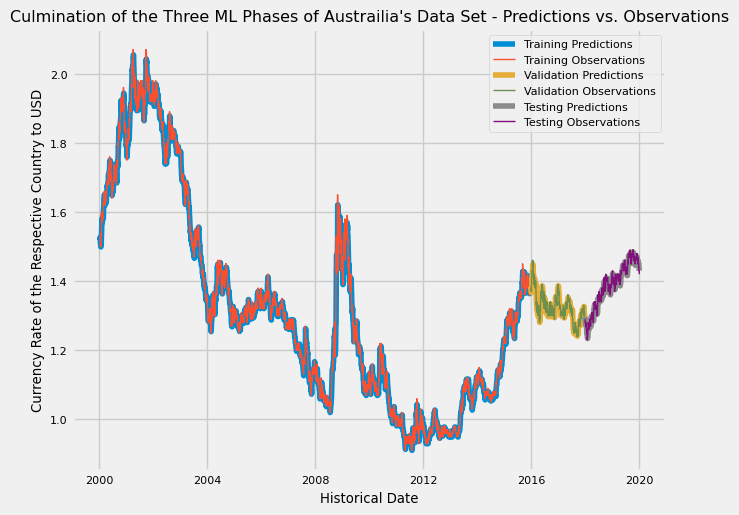 Culmination of the Three ML Phases of Austrailia's Data Set - Predictions vs. Observations
Training Predictions
Training Observations
Validation Predictions
Validation Observations
Testing Predictions
Testing Observations
Currency Rate of the Respective Country to USD
2.0
1.8
1.6
1.4
1.2
1.0
2000
2004
2008
2012
2016
2020
Historical Date